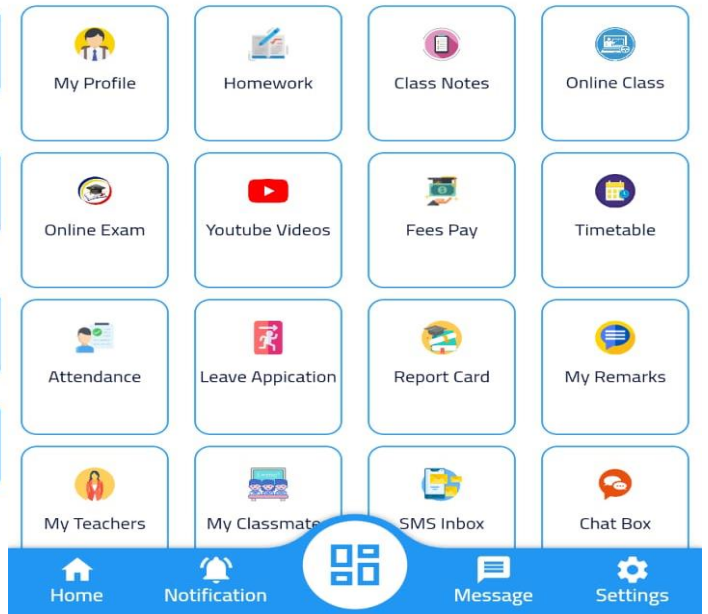 My Profile
Homework
Class Notes
Online Class
Online Exam
Youtube Videos
Fees Pay
Timetable
Attendance
Leave Appication
Report Card
My Remarks
My Teachers
My Classmate
SMS Inbox
Chat Box
Home
Notification
Message
Settings